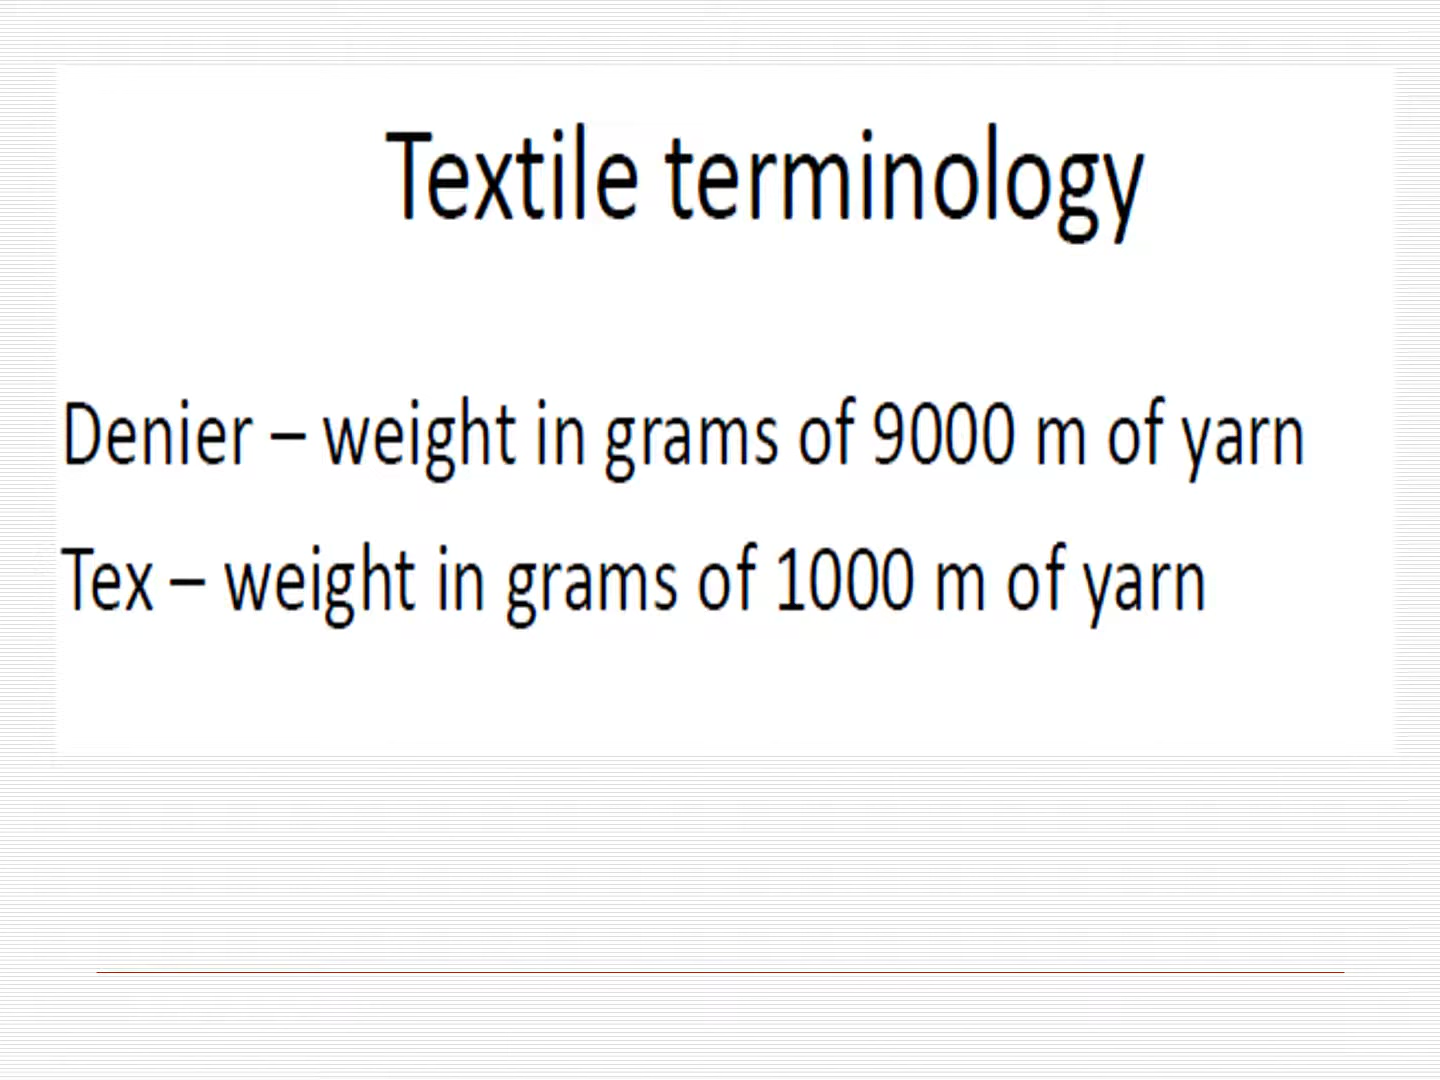 Textile terminology
Denier – weight in grams of 9000 m of yarn
Tex – weight in grams of 1000 m of yarn